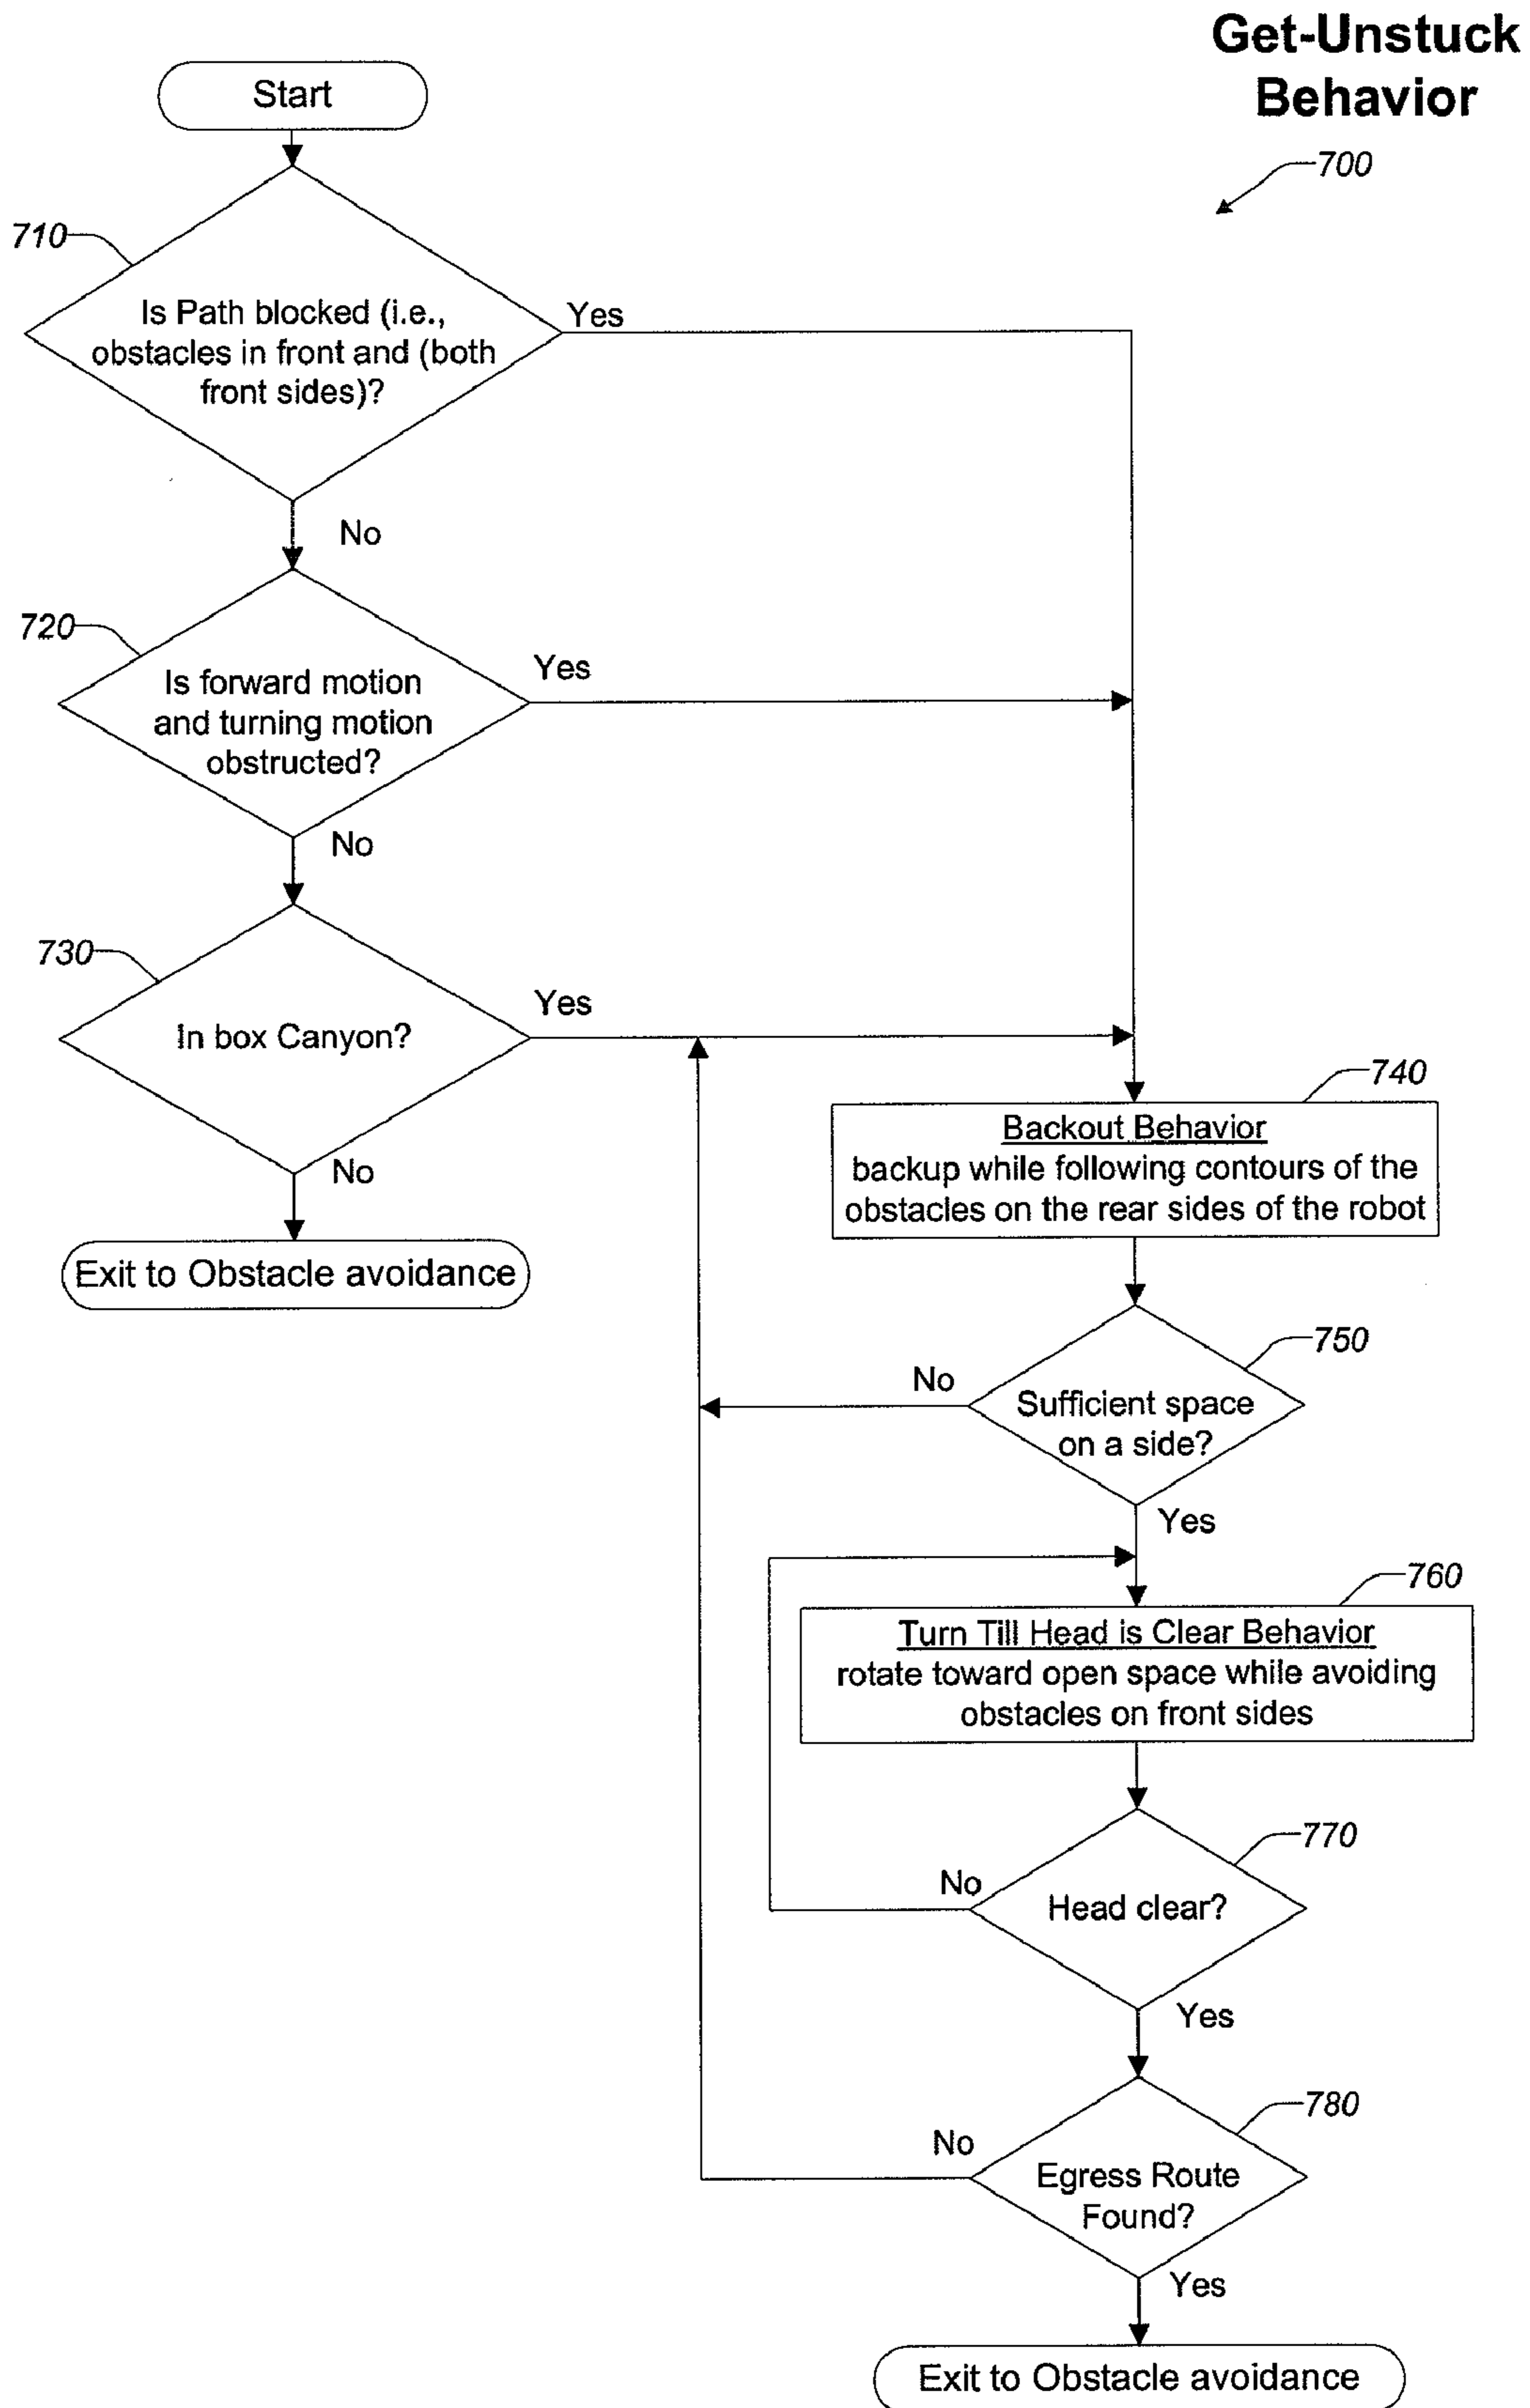 Get-Unstuck
Behavior
700
Start
710
Is Path blocked (i.e.,
obstacles in front and (both
front sides)?
Yes
No
720
Is forward motion
and turning motion
obstructed?
Yes
No
730
In box Canyon?
Yes
No
Exit to Obstacle avoidance
740
Backout Behavior
backup while following contours of the
obstacles on the rear sides of the robot
750
Sufficient space
on a side?
No
Yes
760
Turn Till Head is Clear Behavior
rotate toward open space while avoiding
obstacles on front sides
770
Head clear?
No
Yes
780
Egress Route
Found?
No
Yes
Exit to Obstacle avoidance